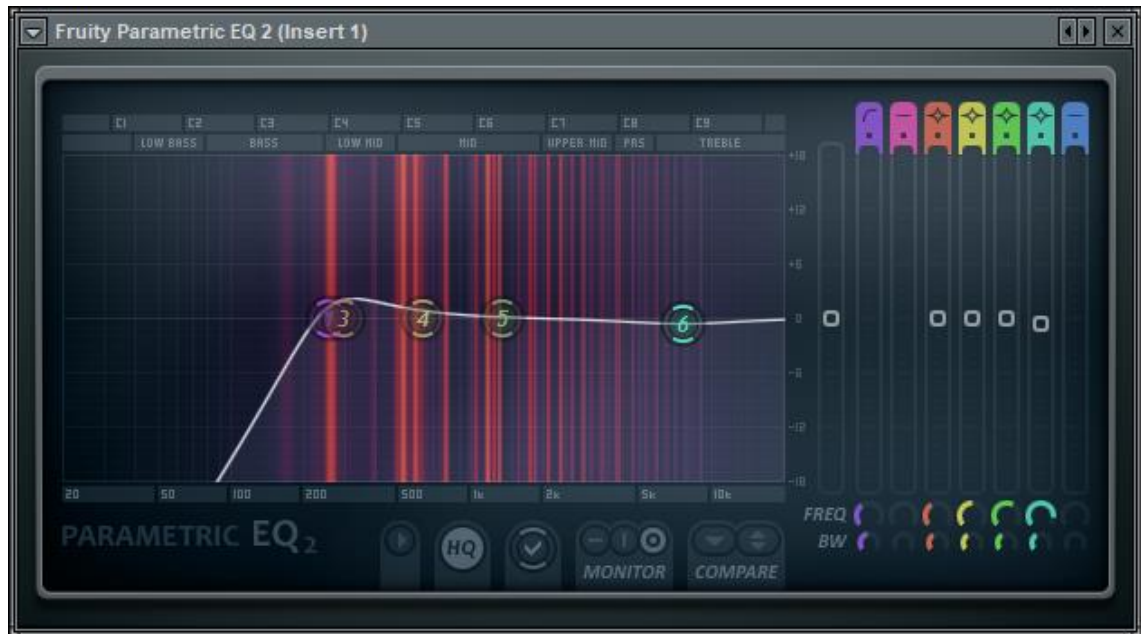 Fruity Parametric EQ 2 (Insert 1)
C1 C2 C3 C4 C5 C6 C7 C8 C9
LOW BASS BASS LOW MID MID UPPER MID PRS TREBLE
+18
+12
+6
3 4 5 6 0
-6
-12
-18
20 50 100 200 500 1k 2k 5k 10k
FREQ
PARAMETRIC EQ2 HQ
BW
MONITOR COMPARE